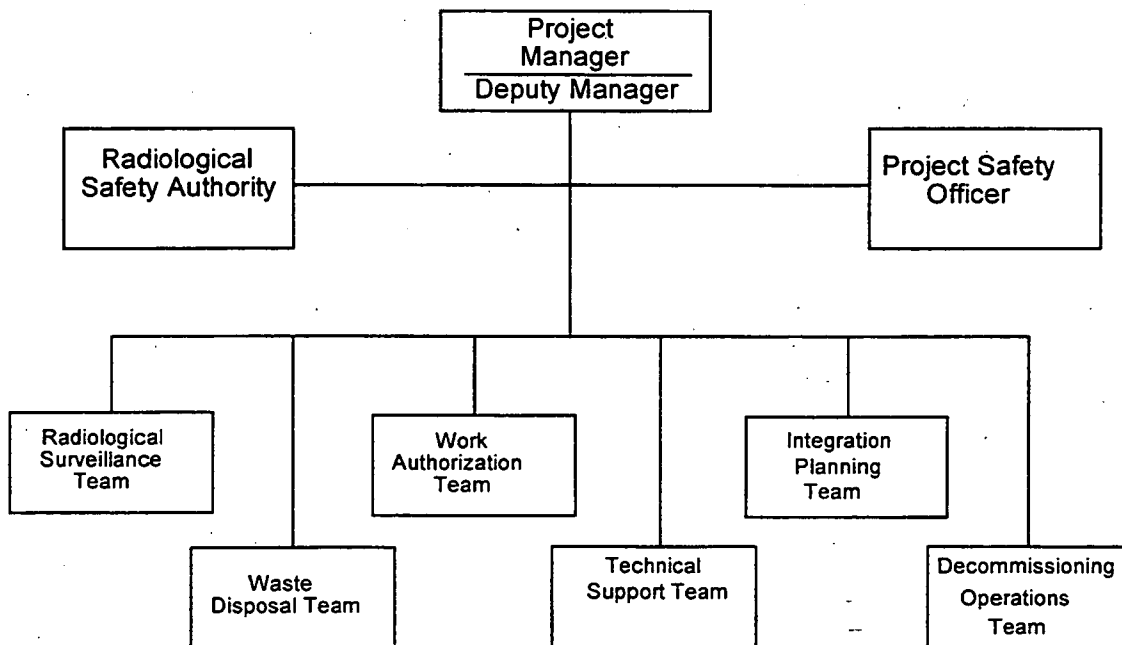 Project
Manager
Deputy Manager
Radiological
Safety Authority
Project Safety
Officer
Radiological
Surveillance
Team
Work
Authorization
Team
Integration
Planning
Team
Waste
Disposal Team
Technical
Support Team
Decommissioning
Operations
Team